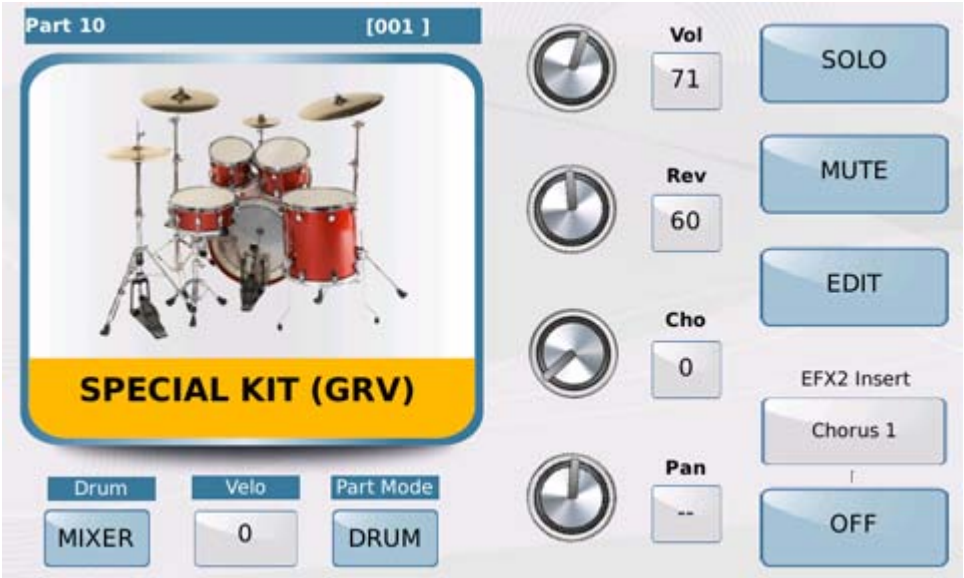 Part 10 [001 ]
SPECIAL KIT (GRV)
Drum
MIXER
Velo
0
Part Mode
DRUM
Vol
71
Rev
60
Cho
0
Pan
--
SOLO
MUTE
EDIT
EFX2 Insert
Chorus 1
OFF